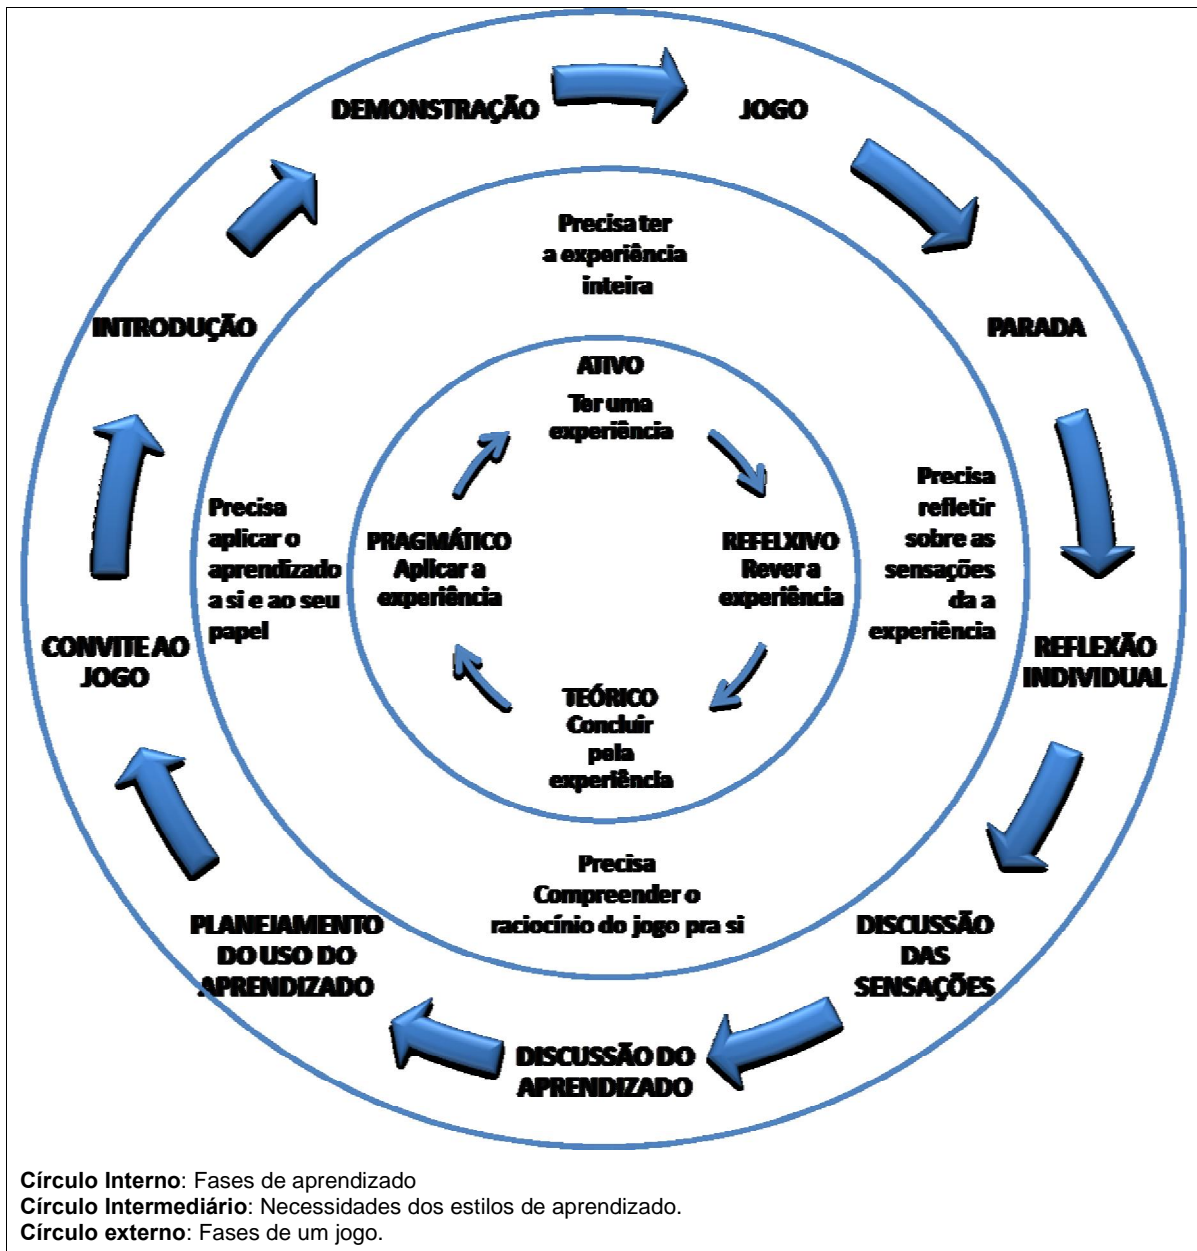 DEMONSTRAÇÃO
JOGO
PARADA
REFLEXÃO
INDIVIDUAL
DISCUSSÃO
DAS
SENSAÇÕES
DISCUSSÃO DO
APRENDIZADO
PLANEJAMENTO
DO USO DO
APRENDIZADO
CONVITE AO
JOGO
INTRODUÇÃO
Precisa ter
a experiência
inteira
Precisa
refletir
sobre as
sensações
da a
experiência
Precisa
Compreender o
raciocínio do jogo pra si
Precisa
aplicar o
aprendizado
a si e ao seu
papel
ATIVO
Ter uma
experiência
REFELXIVO
Rever a
experiência
TEÓRICO
Concluir
pela
experiência
PRAGMÁTICO
Aplicar a
experiência
Círculo Interno: Fases de aprendizado
Círculo Intermediário: Necessidades dos estilos de aprendizado.
Círculo externo: Fases de um jogo.